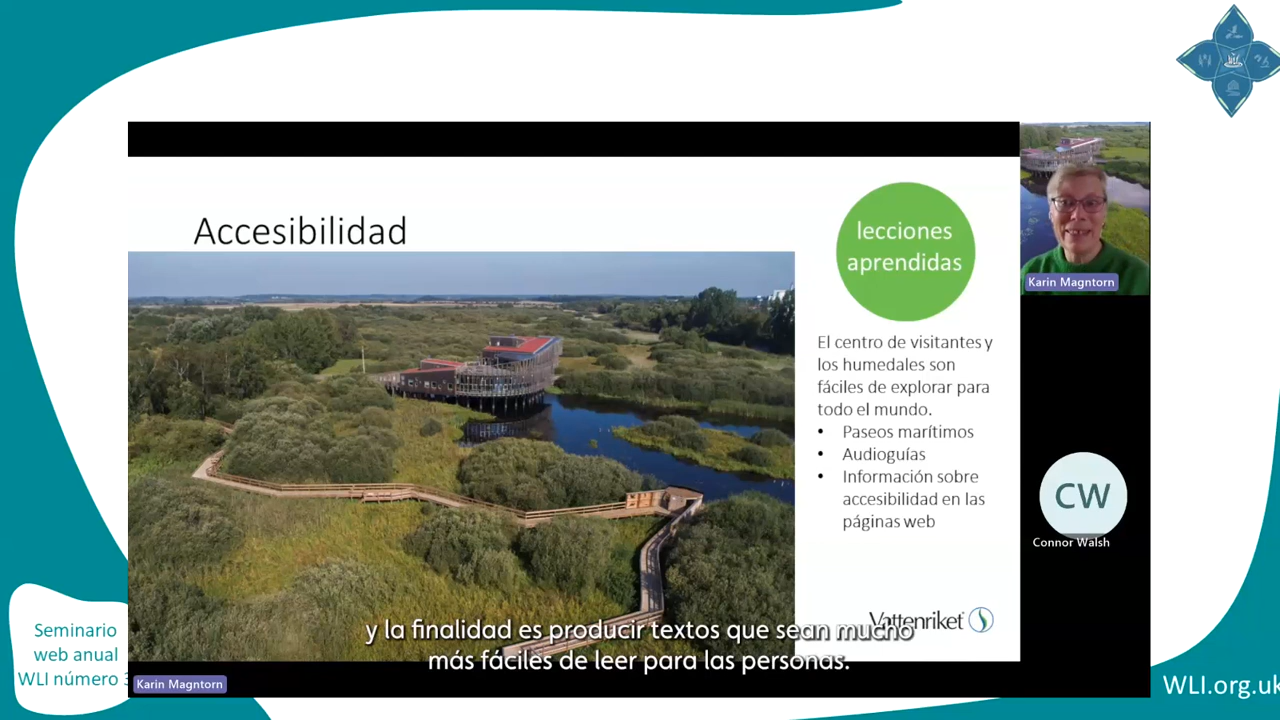 Accesibilidad
lecciones
aprendidas
El centro de visitantes y
los humedales son
fáciles de explorar para
todo el mundo.
• Paseos marítimos
• Audioguías
• Información sobre
accesibilidad en las
páginas web
Vattenriket
Karin Magntorn
CW
Connor Walsh
y la finalidad es producir textos que sean mucho
más fáciles de leer para las personas.
Karin Magntorn
Seminario
web anual
WLI número 3
WLI.org.uk